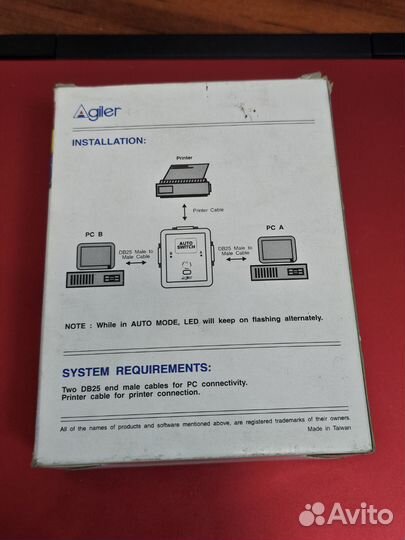 Agiler
INSTALLATION:
Printer
Printer Cable
PC B
PC A
DB25 Male to
Male Cable
AUTO
SWITCH
DB25 Male to
Male Cable
Agiler
NOTE : While in AUTO MODE, LED will keep on flashing alternately.
SYSTEM REQUIREMENTS:
Two DB25 end male cables for PC connectivity.
Printer cable for printer connection.
All of the names of products and software mentioned above, are registered trademarks of their owners.
Made in Taiwan
Avito